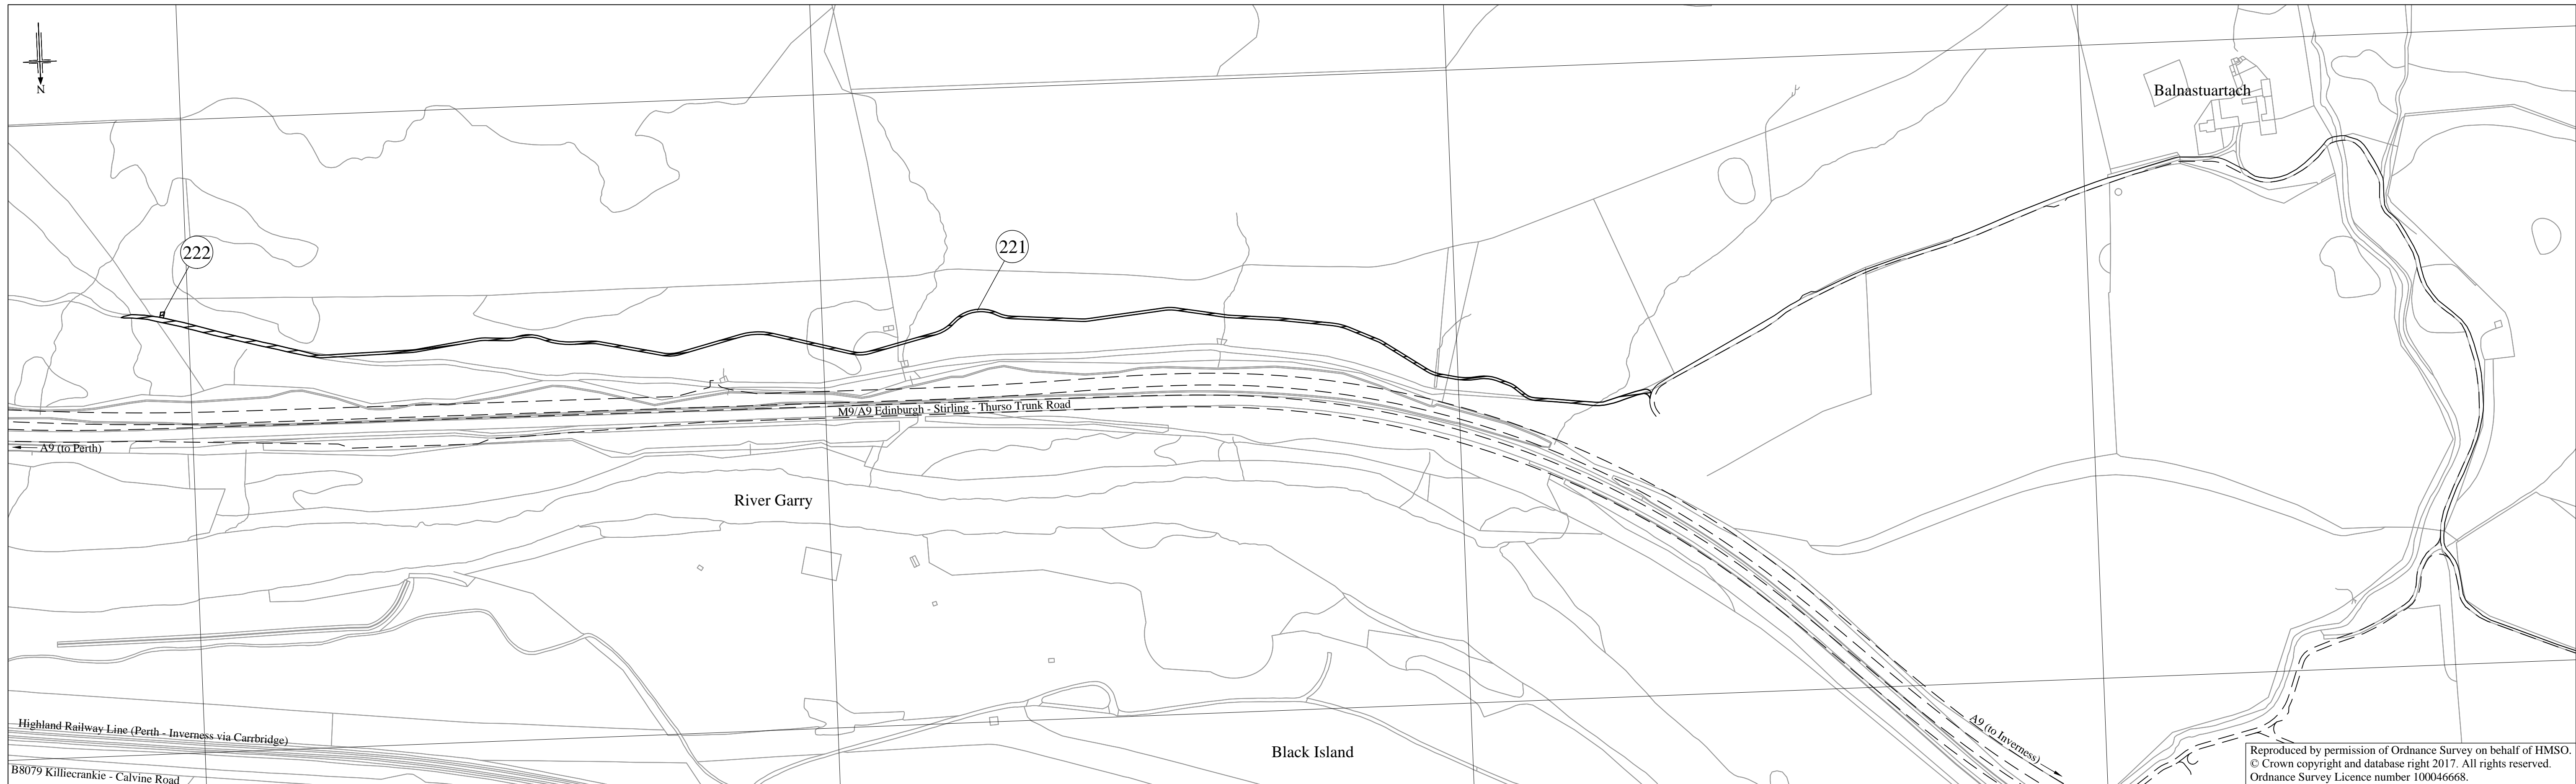 N
Balnastuartach
222
221
M9/A9 Edinburgh - Stirling - Thurso Trunk Road
A9 (to Perth)
River Garry
A9 (to Inverness)
Highland Railway Line (Perth - Inverness via Carrbridge)
Black Island
B8079 Killiecrankie - Calvine Road
Reproduced by permission of Ordnance Survey on behalf of HMSO.
© Crown copyright and database right 2017. All rights reserved.
Ordnance Survey Licence number 100046668.